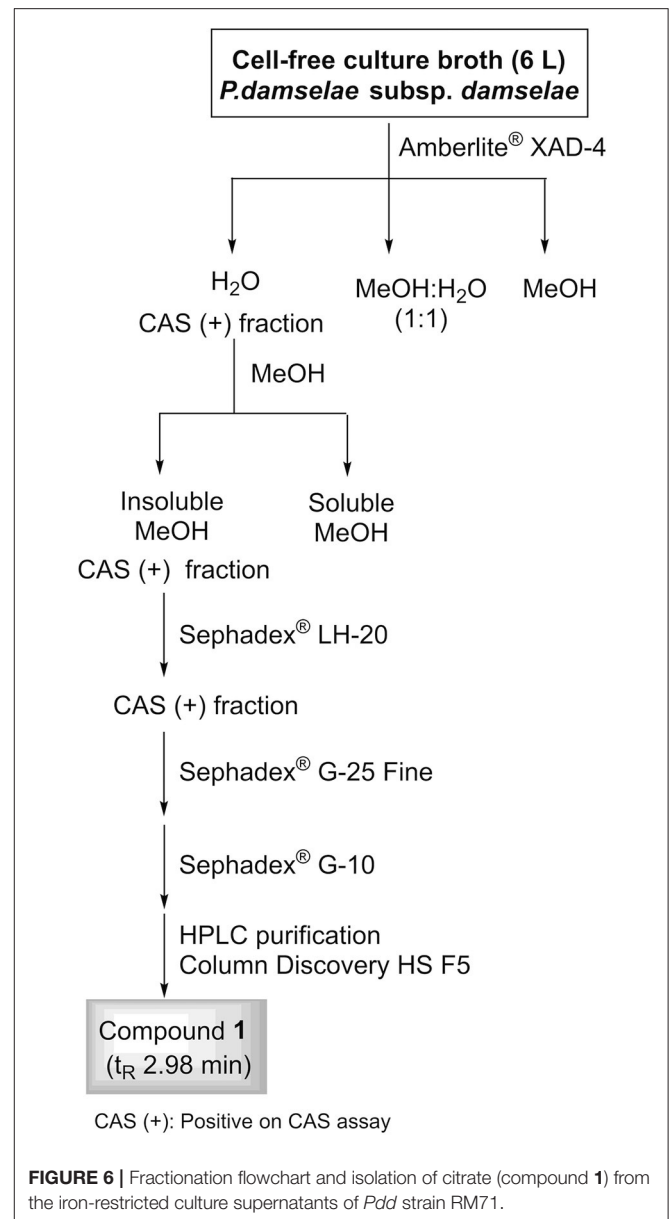 Cell-free culture broth (6 L)
P.damselae subsp. damselae
Amberlite® XAD-4
H₂O
CAS (+) fraction
MeOH:H₂O
(1:1)
MeOH
MeOH
Insoluble
MeOH
CAS (+) fraction
Soluble
MeOH
Sephadex® LH-20
CAS (+) fraction
Sephadex® G-25 Fine
Sephadex® G-10
HPLC purification
Column Discovery HS F5
Compound 1
(tR 2.98 min)
CAS (+): Positive on CAS assay
FIGURE 6 | Fractionation flowchart and isolation of citrate (compound 1) from
the iron-restricted culture supernatants of Pdd strain RM71.